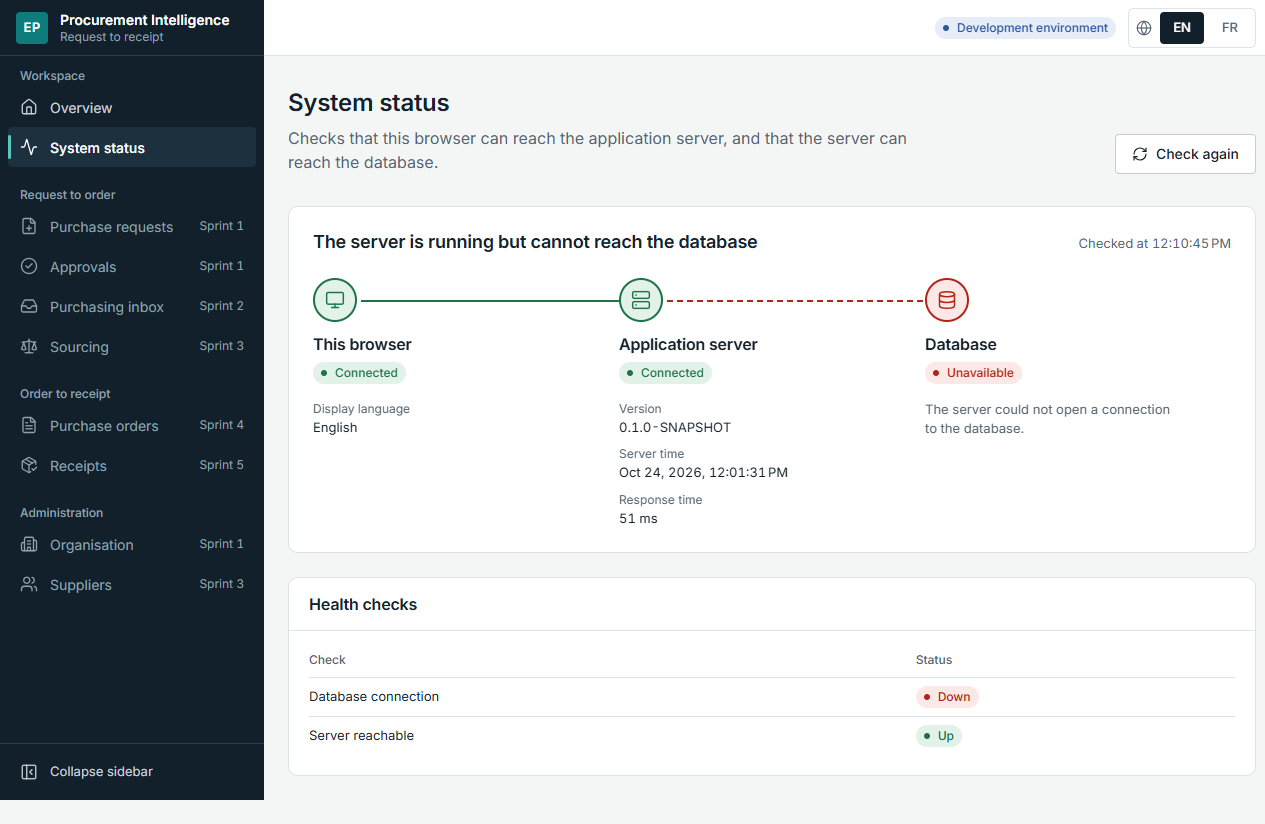 EP
Procurement Intelligence
Request to receipt
Development environment
EN
FR
Workspace
Overview
System status
Request to order
Purchase requests Sprint 1
Approvals Sprint 1
Purchasing inbox Sprint 2
Sourcing Sprint 3
Order to receipt
Purchase orders Sprint 4
Receipts Sprint 5
Administration
Organisation Sprint 1
Suppliers Sprint 3
Collapse sidebar
System status
Checks that this browser can reach the application server, and that the server can
reach the database.
Check again
The server is running but cannot reach the database
Checked at 12:10:45 PM
This browser
Connected
Display language
English
Application server
Connected
Version
0.1.0-SNAPSHOT
Server time
Oct 24, 2026, 12:01:31 PM
Response time
51 ms
Database
Unavailable
The server could not open a connection
to the database.
Health checks
Check Status
Database connection Down
Server reachable Up